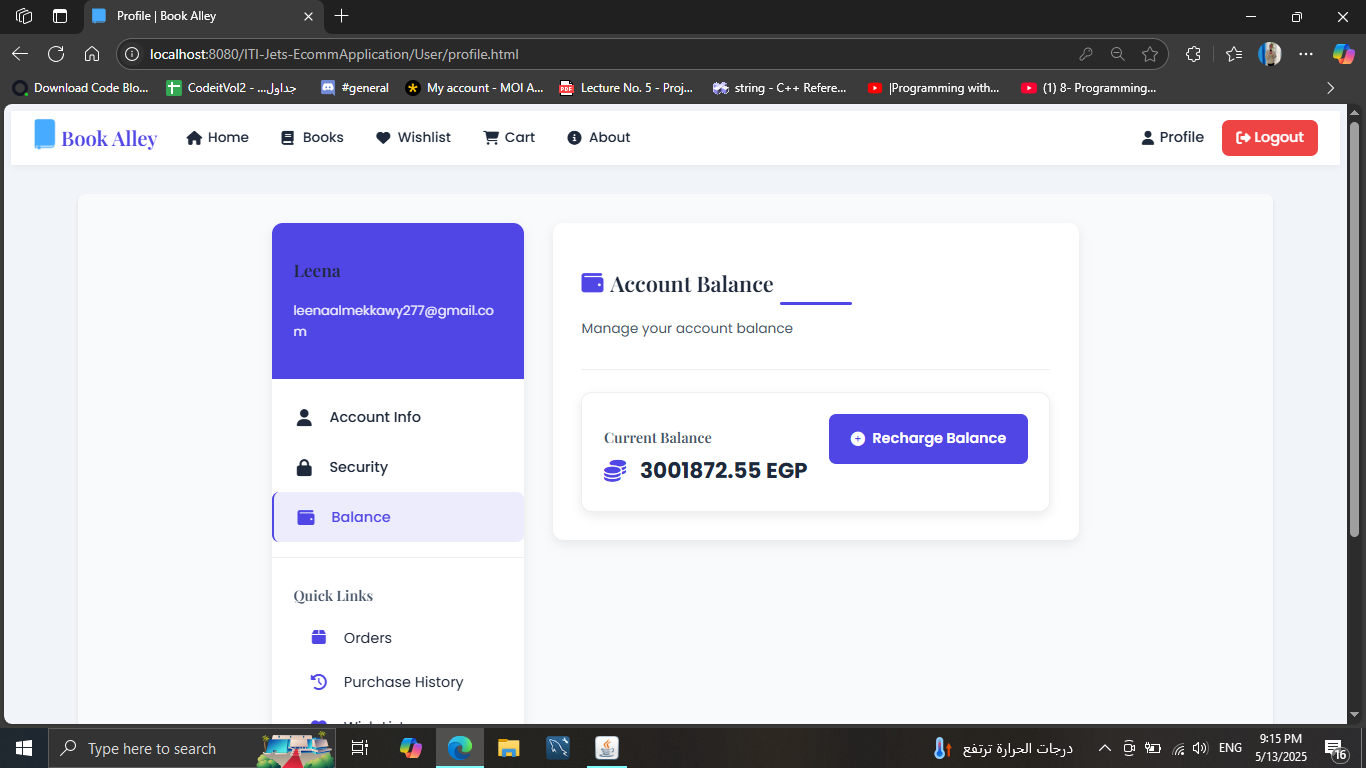 Profile | Book Alley
localhost:8080/ITI-Jets-EcommApplication/User/profile.html
Download Code Blo...
CodeitVol2 - ...جداول
#general
My account - MOI A...
PDF
Lecture No. 5 - Proj...
string - C++ Refere...
|Programming with...
(1) 8- Programming...
Book Alley
Home
Books
Wishlist
Cart
About
Profile
Logout
Leena
leenaalmekkawy277@gmail.co
m
Account Info
Security
Balance
Quick Links
Orders
Purchase History
Account Balance
Manage your account balance
Current Balance
3001872.55 EGP
Recharge Balance
Type here to search
درجات الحرارة ترتفع
ENG
9:15 PM
5/13/2025
16